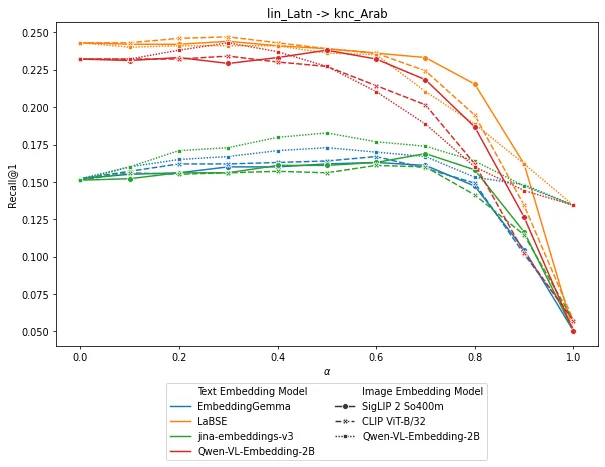 lin_Latn -> knc_Arab
Recall@1
0.250
0.225
0.200
0.175
0.150
0.125
0.100
0.075
0.050
0.0 0.2 0.4 0.6 0.8 1.0
α
Text Embedding Model Image Embedding Model
EmbeddingGemma SigLIP 2 So400m
LaBSE CLIP ViT-B/32
jina-embeddings-v3 Qwen-VL-Embedding-2B
Qwen-VL-Embedding-2B